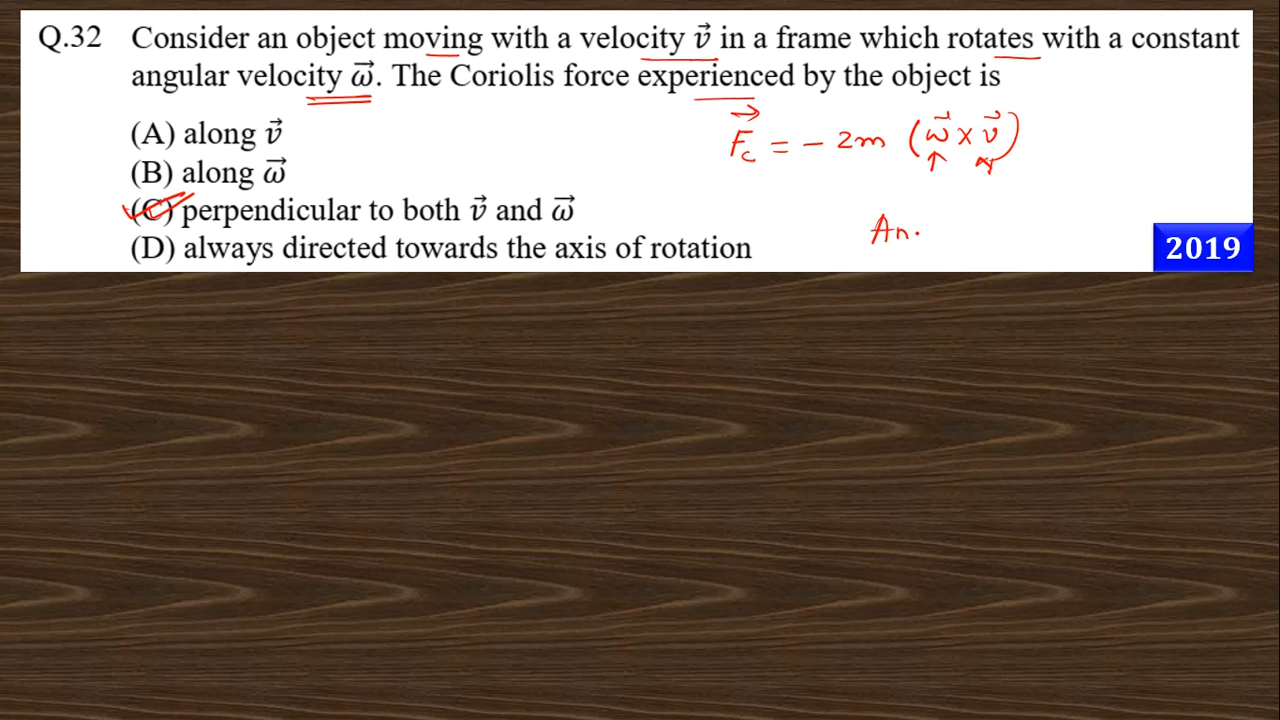 Q.32 Consider an object moving with a velocity v⃗ in a frame which rotates with a constant
angular velocity ω⃗. The Coriolis force experienced by the object is
(A) along v⃗
(B) along ω⃗
(C) perpendicular to both v⃗ and ω⃗
(D) always directed towards the axis of rotation
F⃗c = - 2m (ω⃗ × v⃗)
An.
2019